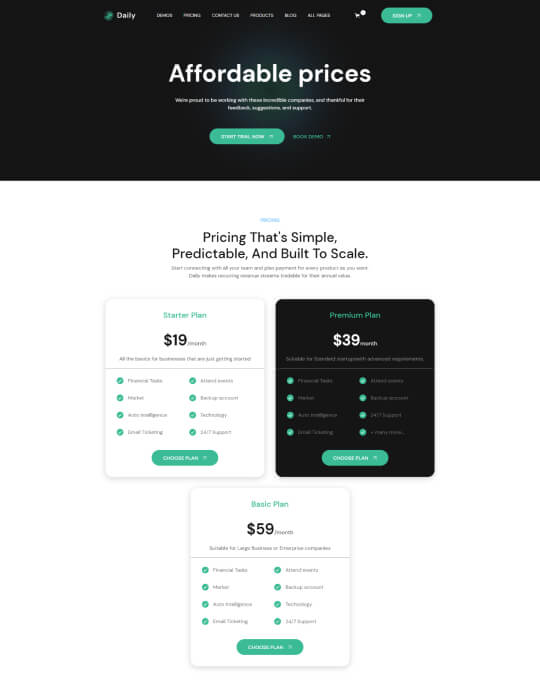 Daily
DEMOS PRICING CONTACT US PRODUCTS BLOG ALL PAGES
SIGN UP
Affordable prices
We're proud to be working with these incredible companies, and thankful for their
feedback, suggestions, and support.
START TRIAL NOW
BOOK DEMO
PRICING
Pricing That's Simple,
Predictable, And Built To Scale.
Start connecting with all your team and plan payment for every product as you want.
Daily makes recurring revenue streams tradable for their annual value.
Starter Plan
$19/month
All the basics for businesses that are just getting started
Financial Tasks Attend events
Market Backup account
Auto Intelligence Technology
Email Ticketing 24/7 Support
CHOOSE PLAN
Premium Plan
$39/month
Suitable for Standard startups with advanced requirements.
Financial Tasks Attend events
Market Backup account
Auto Intelligence 24/7 Support
Email Ticketing + many more...
CHOOSE PLAN
Basic Plan
$59/month
Suitable for Large Business or Enterprise companies
Financial Tasks Attend events
Market Backup account
Auto Intelligence Technology
Email Ticketing 24/7 Support
CHOOSE PLAN